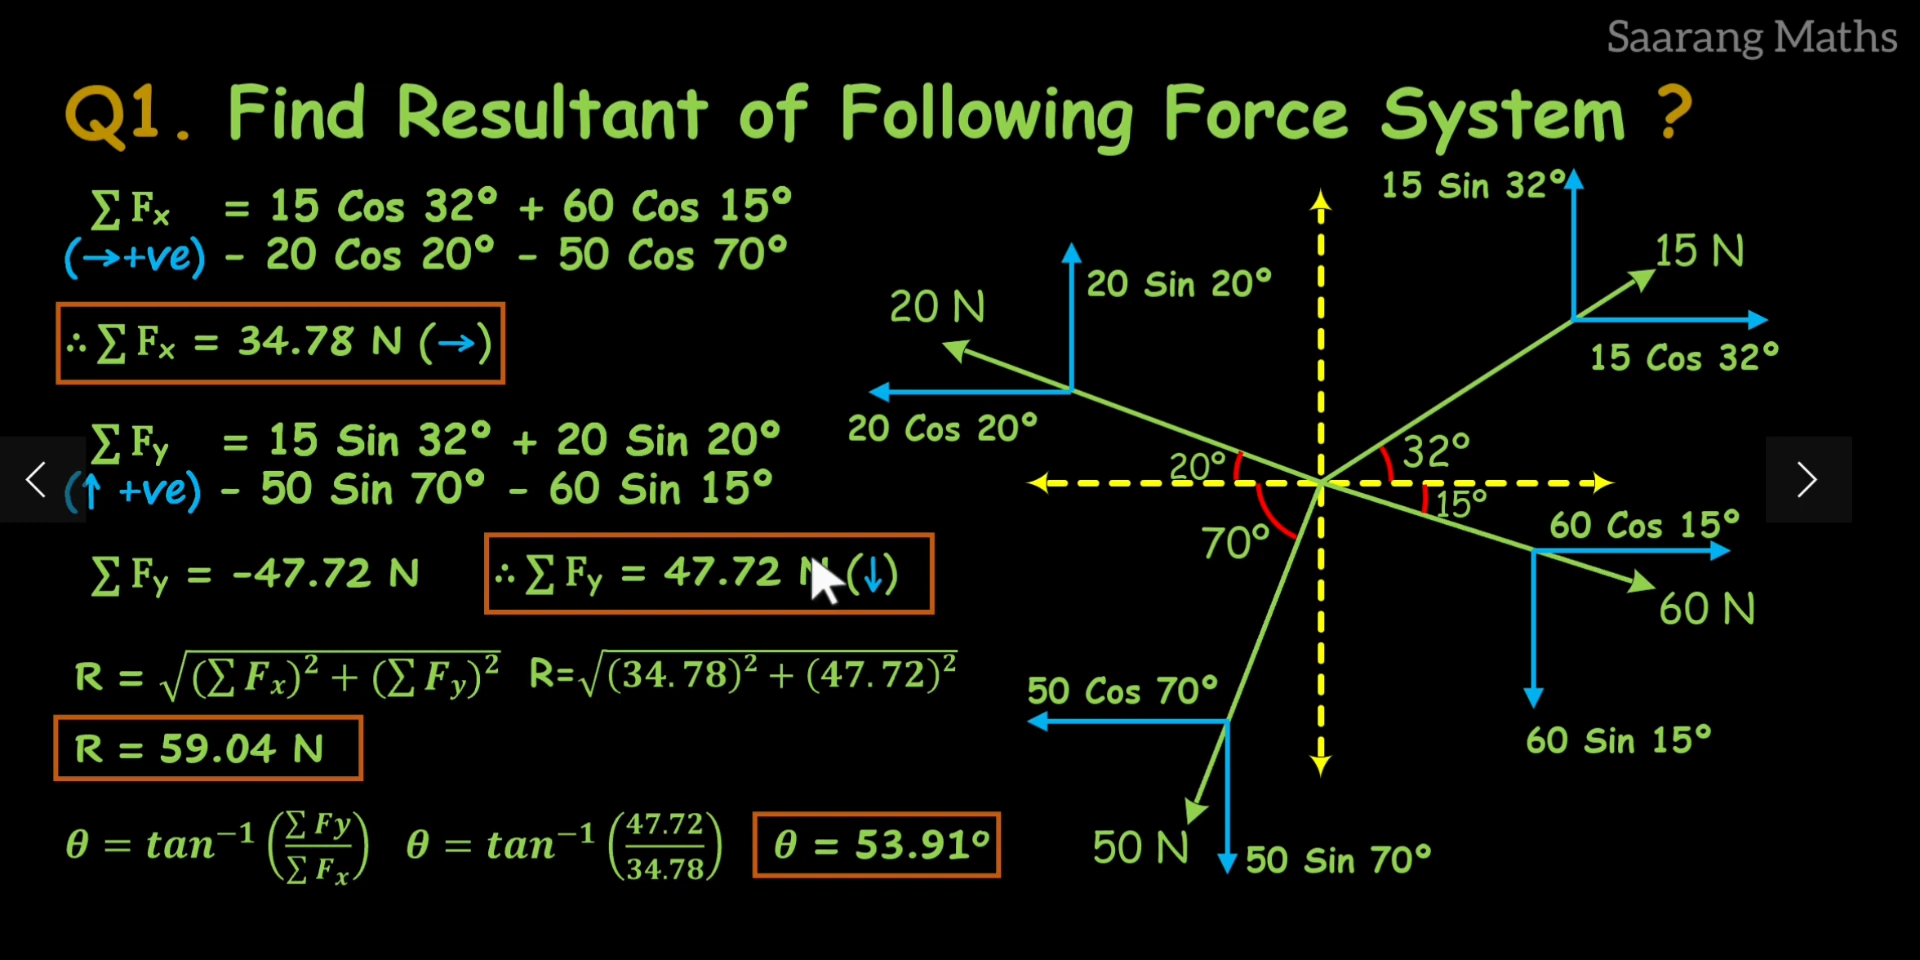 Saarang Maths
Q1. Find Resultant of Following Force System ?
∑ Fx = 15 Cos 32° + 60 Cos 15°
(→+ve) - 20 Cos 20° - 50 Cos 70°
∴ ∑ Fx = 34.78 N (→)
∑ Fy = 15 Sin 32° + 20 Sin 20°
(↑ +ve) - 50 Sin 70° - 60 Sin 15°
∑ Fy = -47.72 N
∴ ∑ Fy = 47.72 N (↓)
R = √(∑ Fx)² + (∑ Fy)²
R=√(34.78)² + (47.72)²
R = 59.04 N
θ = tan⁻¹ (∑ Fy / ∑ Fx)
θ = tan⁻¹ (47.72 / 34.78)
θ = 53.91°
15 Sin 32°
15 N
15 Cos 32°
20 Sin 20°
20 N
20 Cos 20°
20°
32°
15°
70°
60 Cos 15°
60 N
60 Sin 15°
50 Cos 70°
50 N
50 Sin 70°